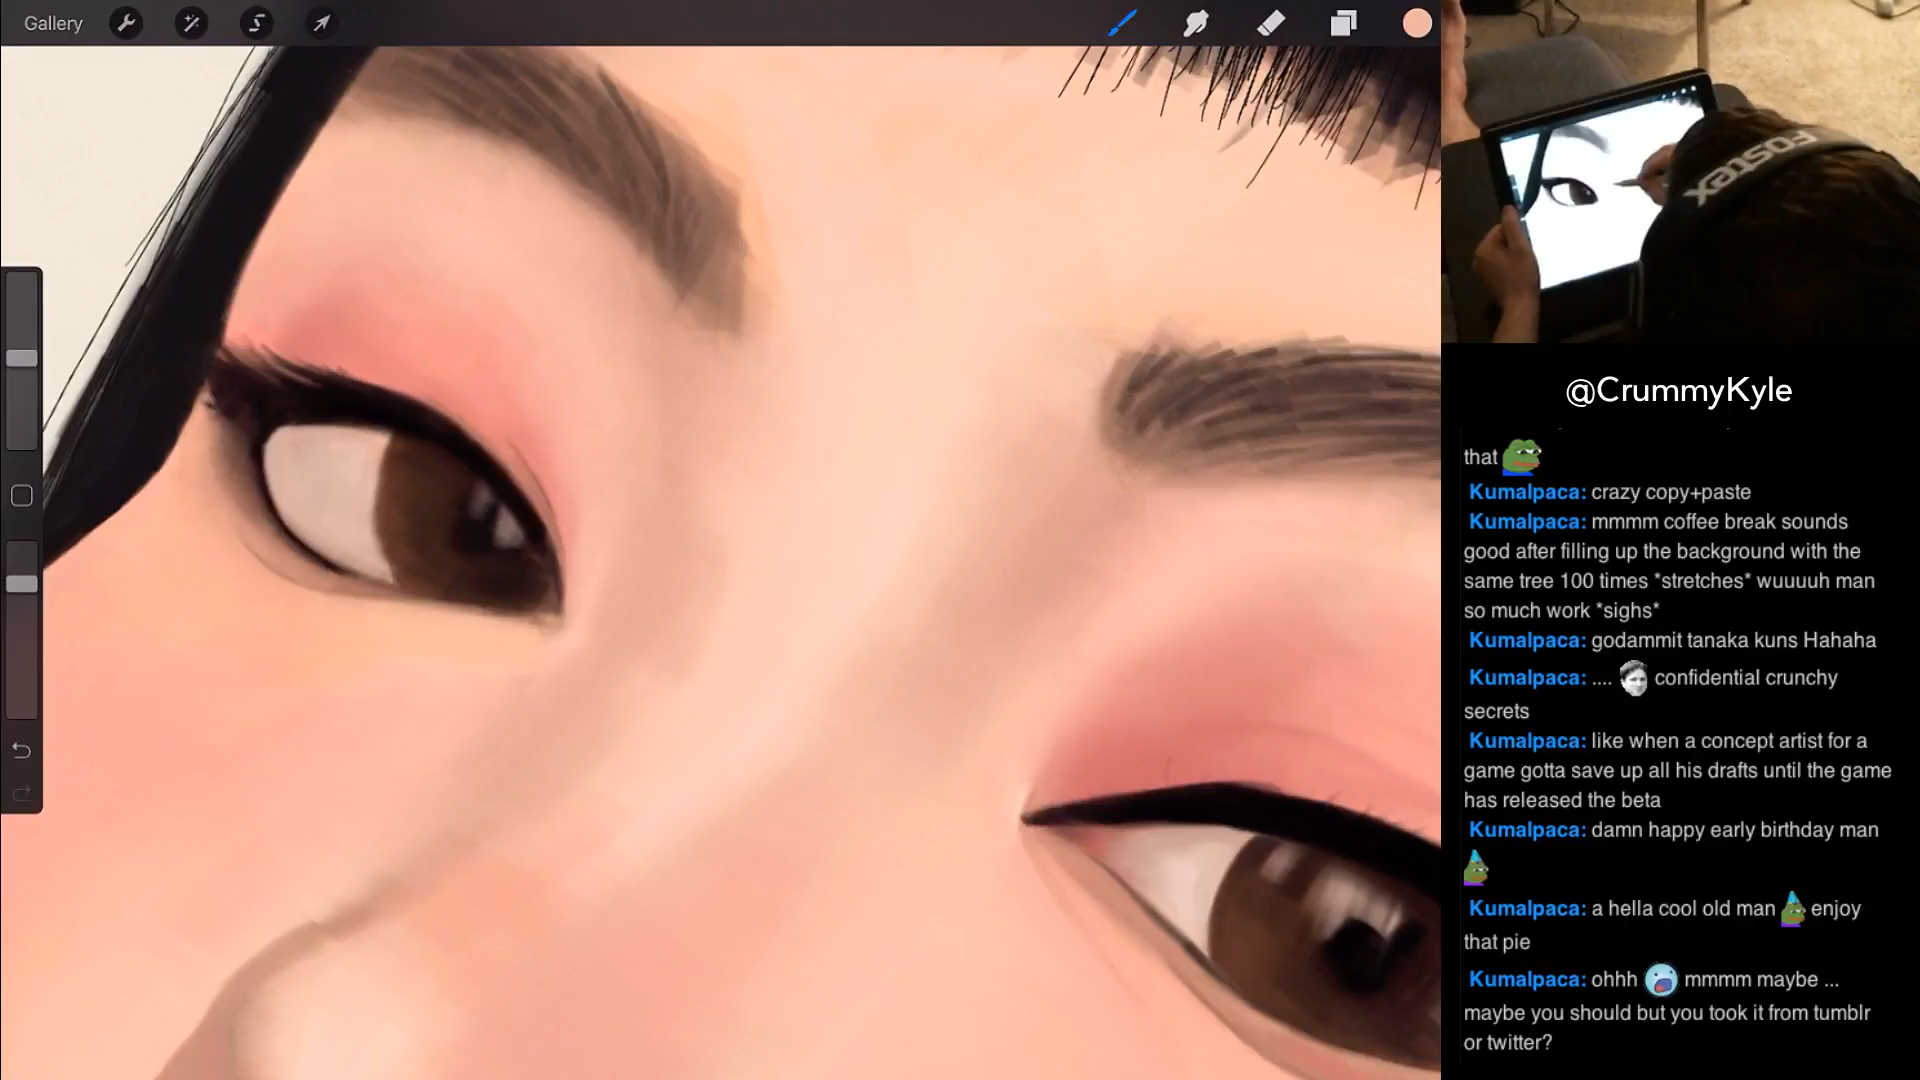 Gallery
FOSTEX
@CrummyKyle
that
Kumalpaca: crazy copy+paste
Kumalpaca: mmmm coffee break sounds
good after filling up the background with the
same tree 100 times *stretches* wuuuuh man
so much work *sighs*
Kumalpaca: godammit tanaka kuns Hahaha
Kumalpaca: .... confidential crunchy
secrets
Kumalpaca: like when a concept artist for a
game gotta save up all his drafts until the game
has released the beta
Kumalpaca: damn happy early birthday man
Kumalpaca: a hella cool old man enjoy
that pie
Kumalpaca: ohhh mmmm maybe ...
maybe you should but you took it from tumblr
or twitter?